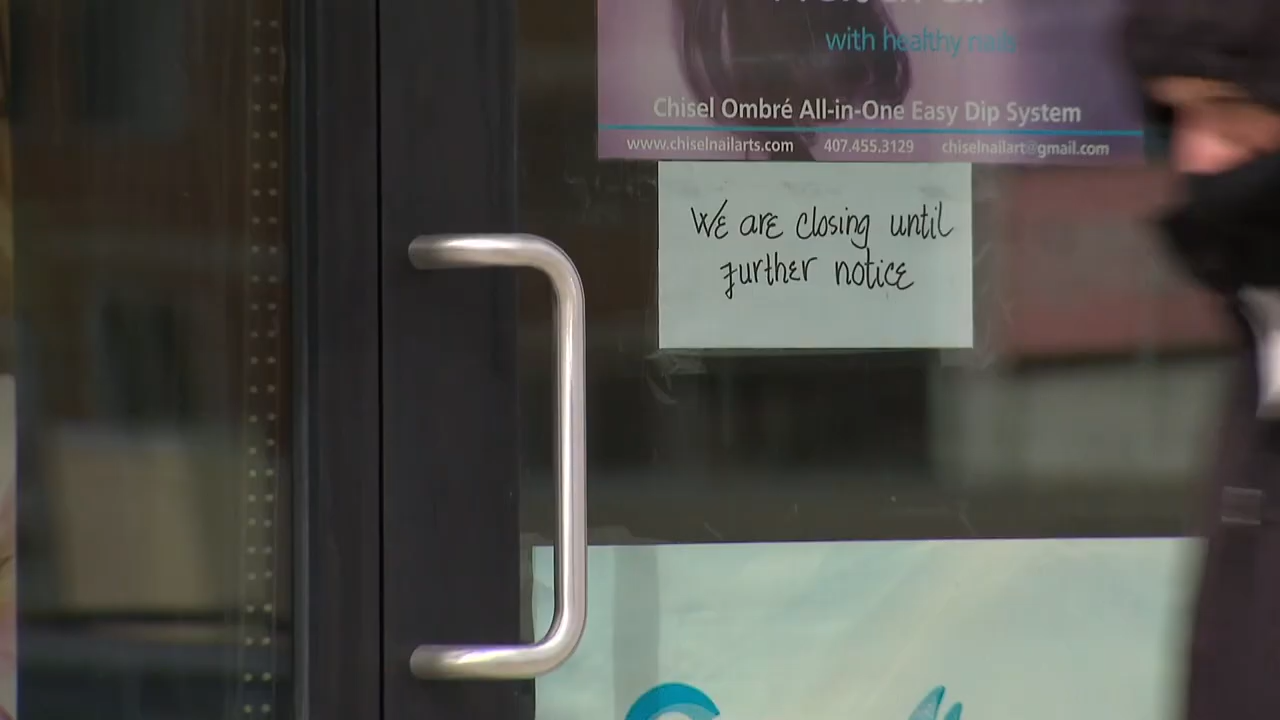 with healthy nails
Chisel Ombré All-in-One Easy Dip System
www.chiselnailarts.com 407.455.3129 chiselnailart@gmail.com
We are closing until
further notice